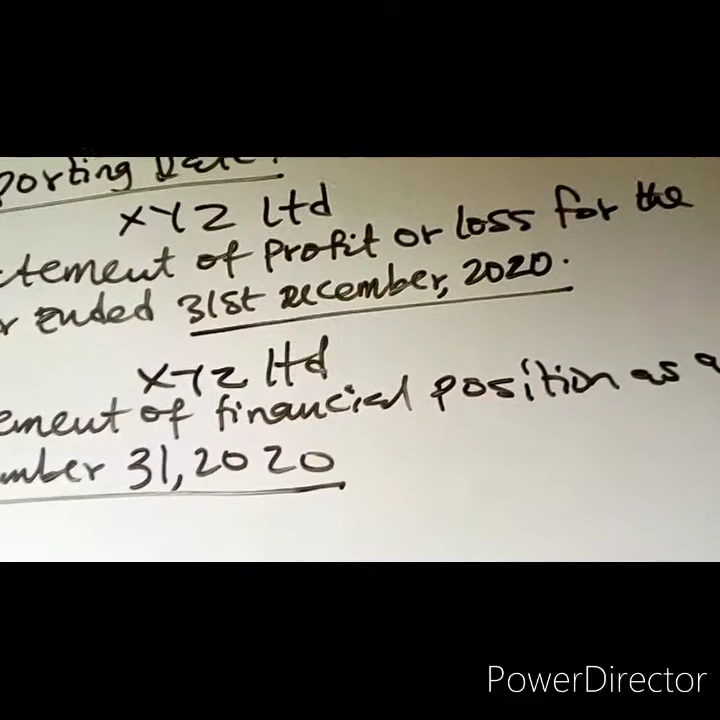 porting Date.
XYZ Ltd
tement of Profit or loss for the
r ended 31st December, 2020.
XYZ Ltd
ement of financial position as a
mber 31, 2020
PowerDirector